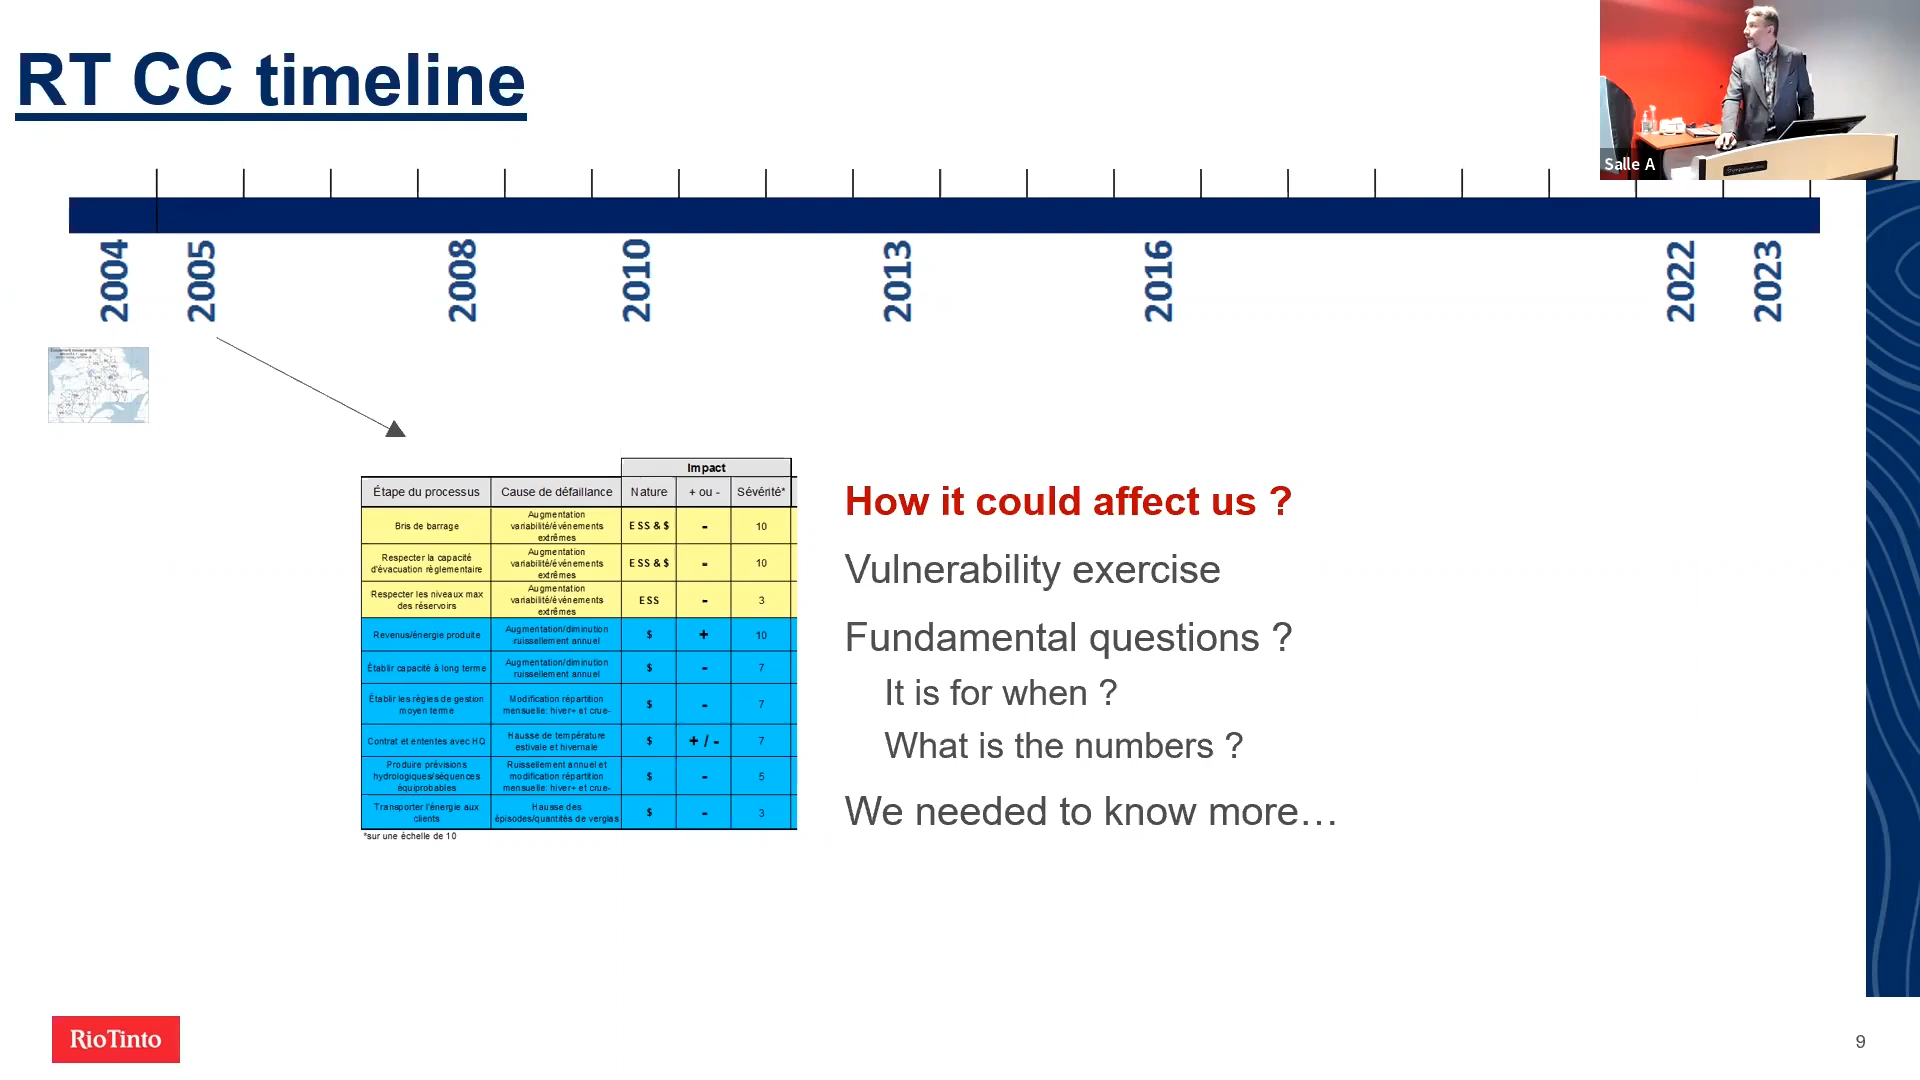 RT CC timeline
Salle A
2004
2005
2008
2010
2013
2016
2022
2023
Impact
Étape du processus
Cause de défaillance
Nature
+ ou -
Sévérité*
Bris de barrage
Augmentation
variabilité/événements
extrêmes
ESS & $
-
10
Respecter la capacité
d'évacuation règlementaire
Augmentation
variabilité/événements
extrêmes
ESS & $
-
10
Respecter les niveaux max
des réservoirs
Augmentation
variabilité/événements
extrêmes
ESS
-
3
Revenus/énergie produite
Augmentation/diminution
ruissellement annuel
$
+
10
Établir capacité à long terme
Augmentation/diminution
ruissellement annuel
$
-
7
Établir les règles de gestion
moyen terme
Modification répartition
mensuelle: hiver+ et crue-
$
-
7
Contrat et ententes avec HQ
Hausse de température
estivale et hivernale
$
+ / -
7
Produire prévisions
hydrologiques/séquences
équiprobables
Ruissellement annuel et
modification répartition
mensuelle: hiver+ et crue-
$
-
5
Transporter l'énergie aux
clients
Hausse des
épisodes/quantités de verglas
$
-
3
*sur une échelle de 10
How it could affect us ?
Vulnerability exercise
Fundamental questions ?
It is for when ?
What is the numbers ?
We needed to know more…
RioTinto
9